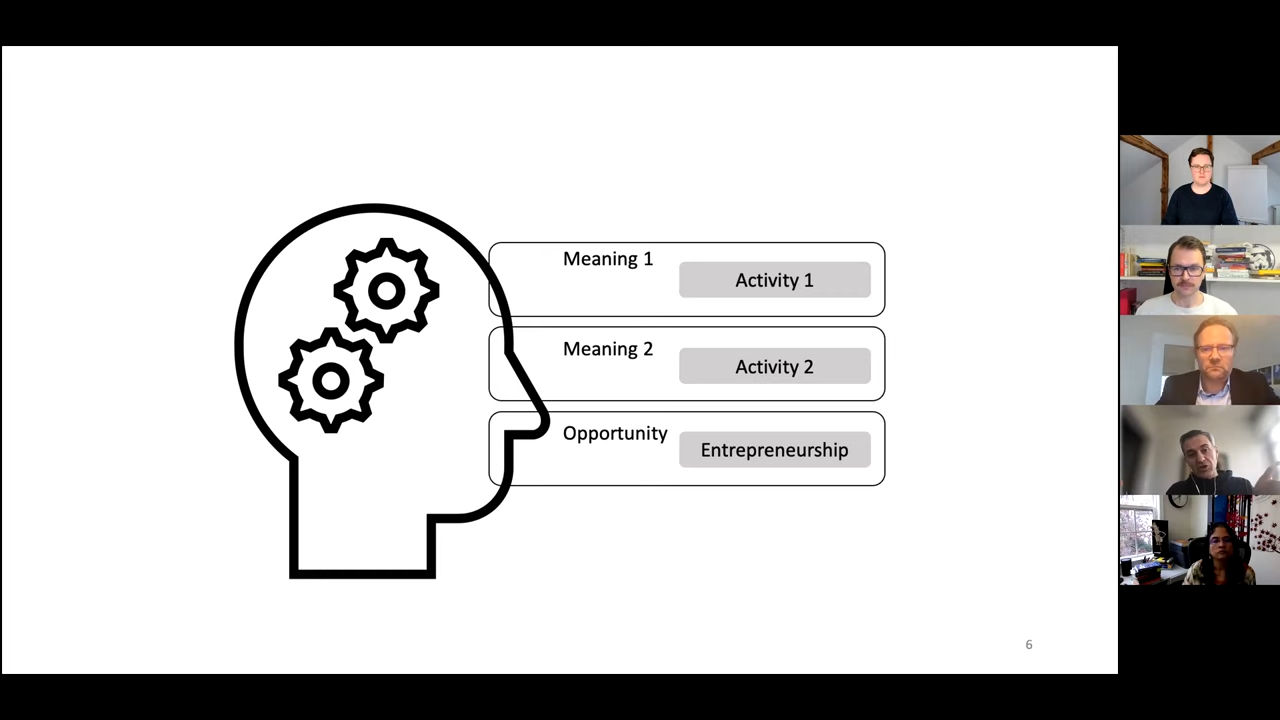 Meaning 1
Activity 1
Meaning 2
Activity 2
Opportunity
Entrepreneurship
6